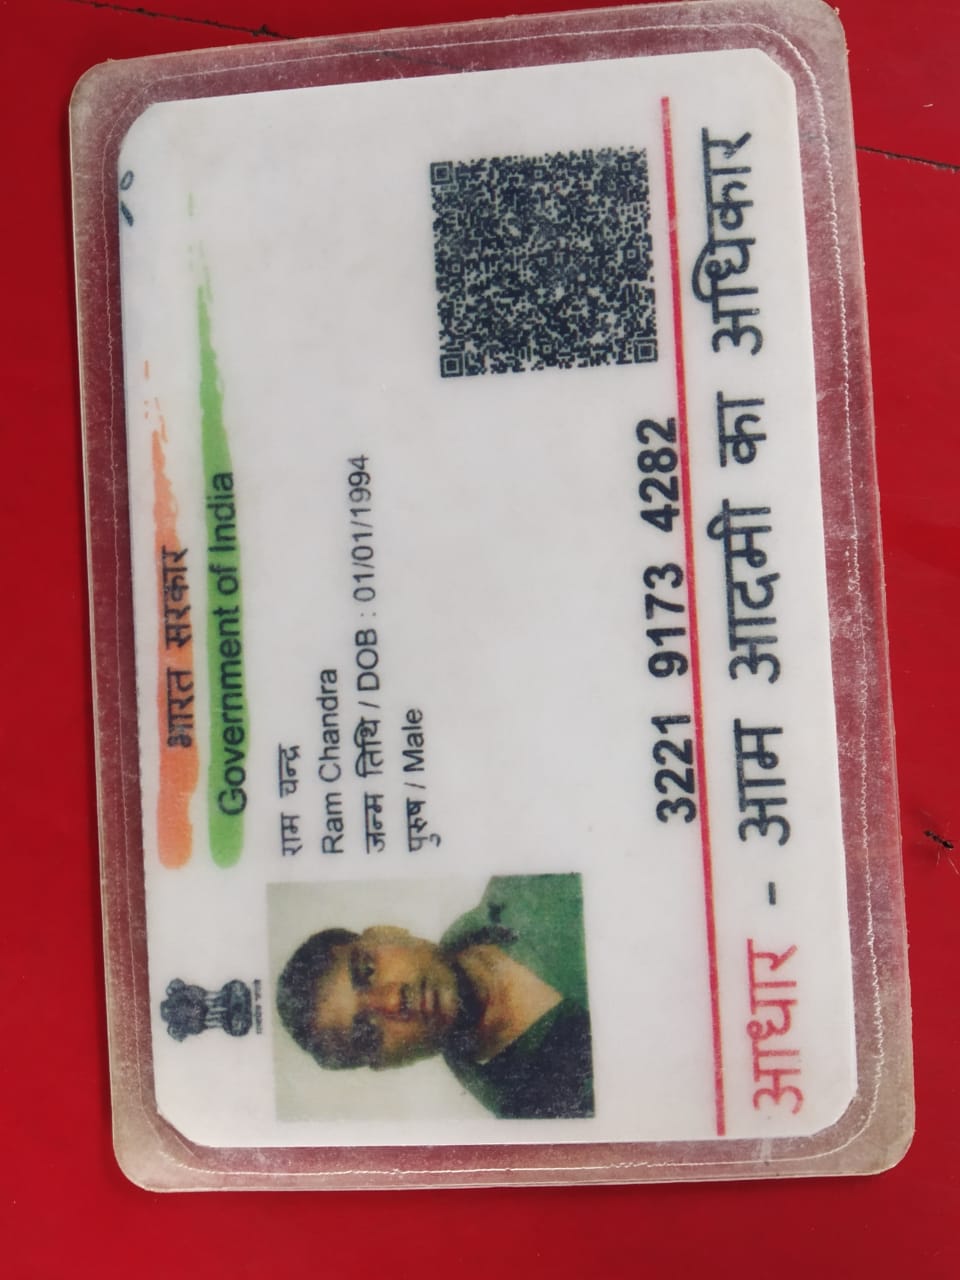 भारत सरकार
Government of India
राम चन्द्र
Ram Chandra
जन्म तिथि / DOB : 01/01/1994
पुरुष / Male
3221 9173 4282
आधार - आम आदमी का अधिकार